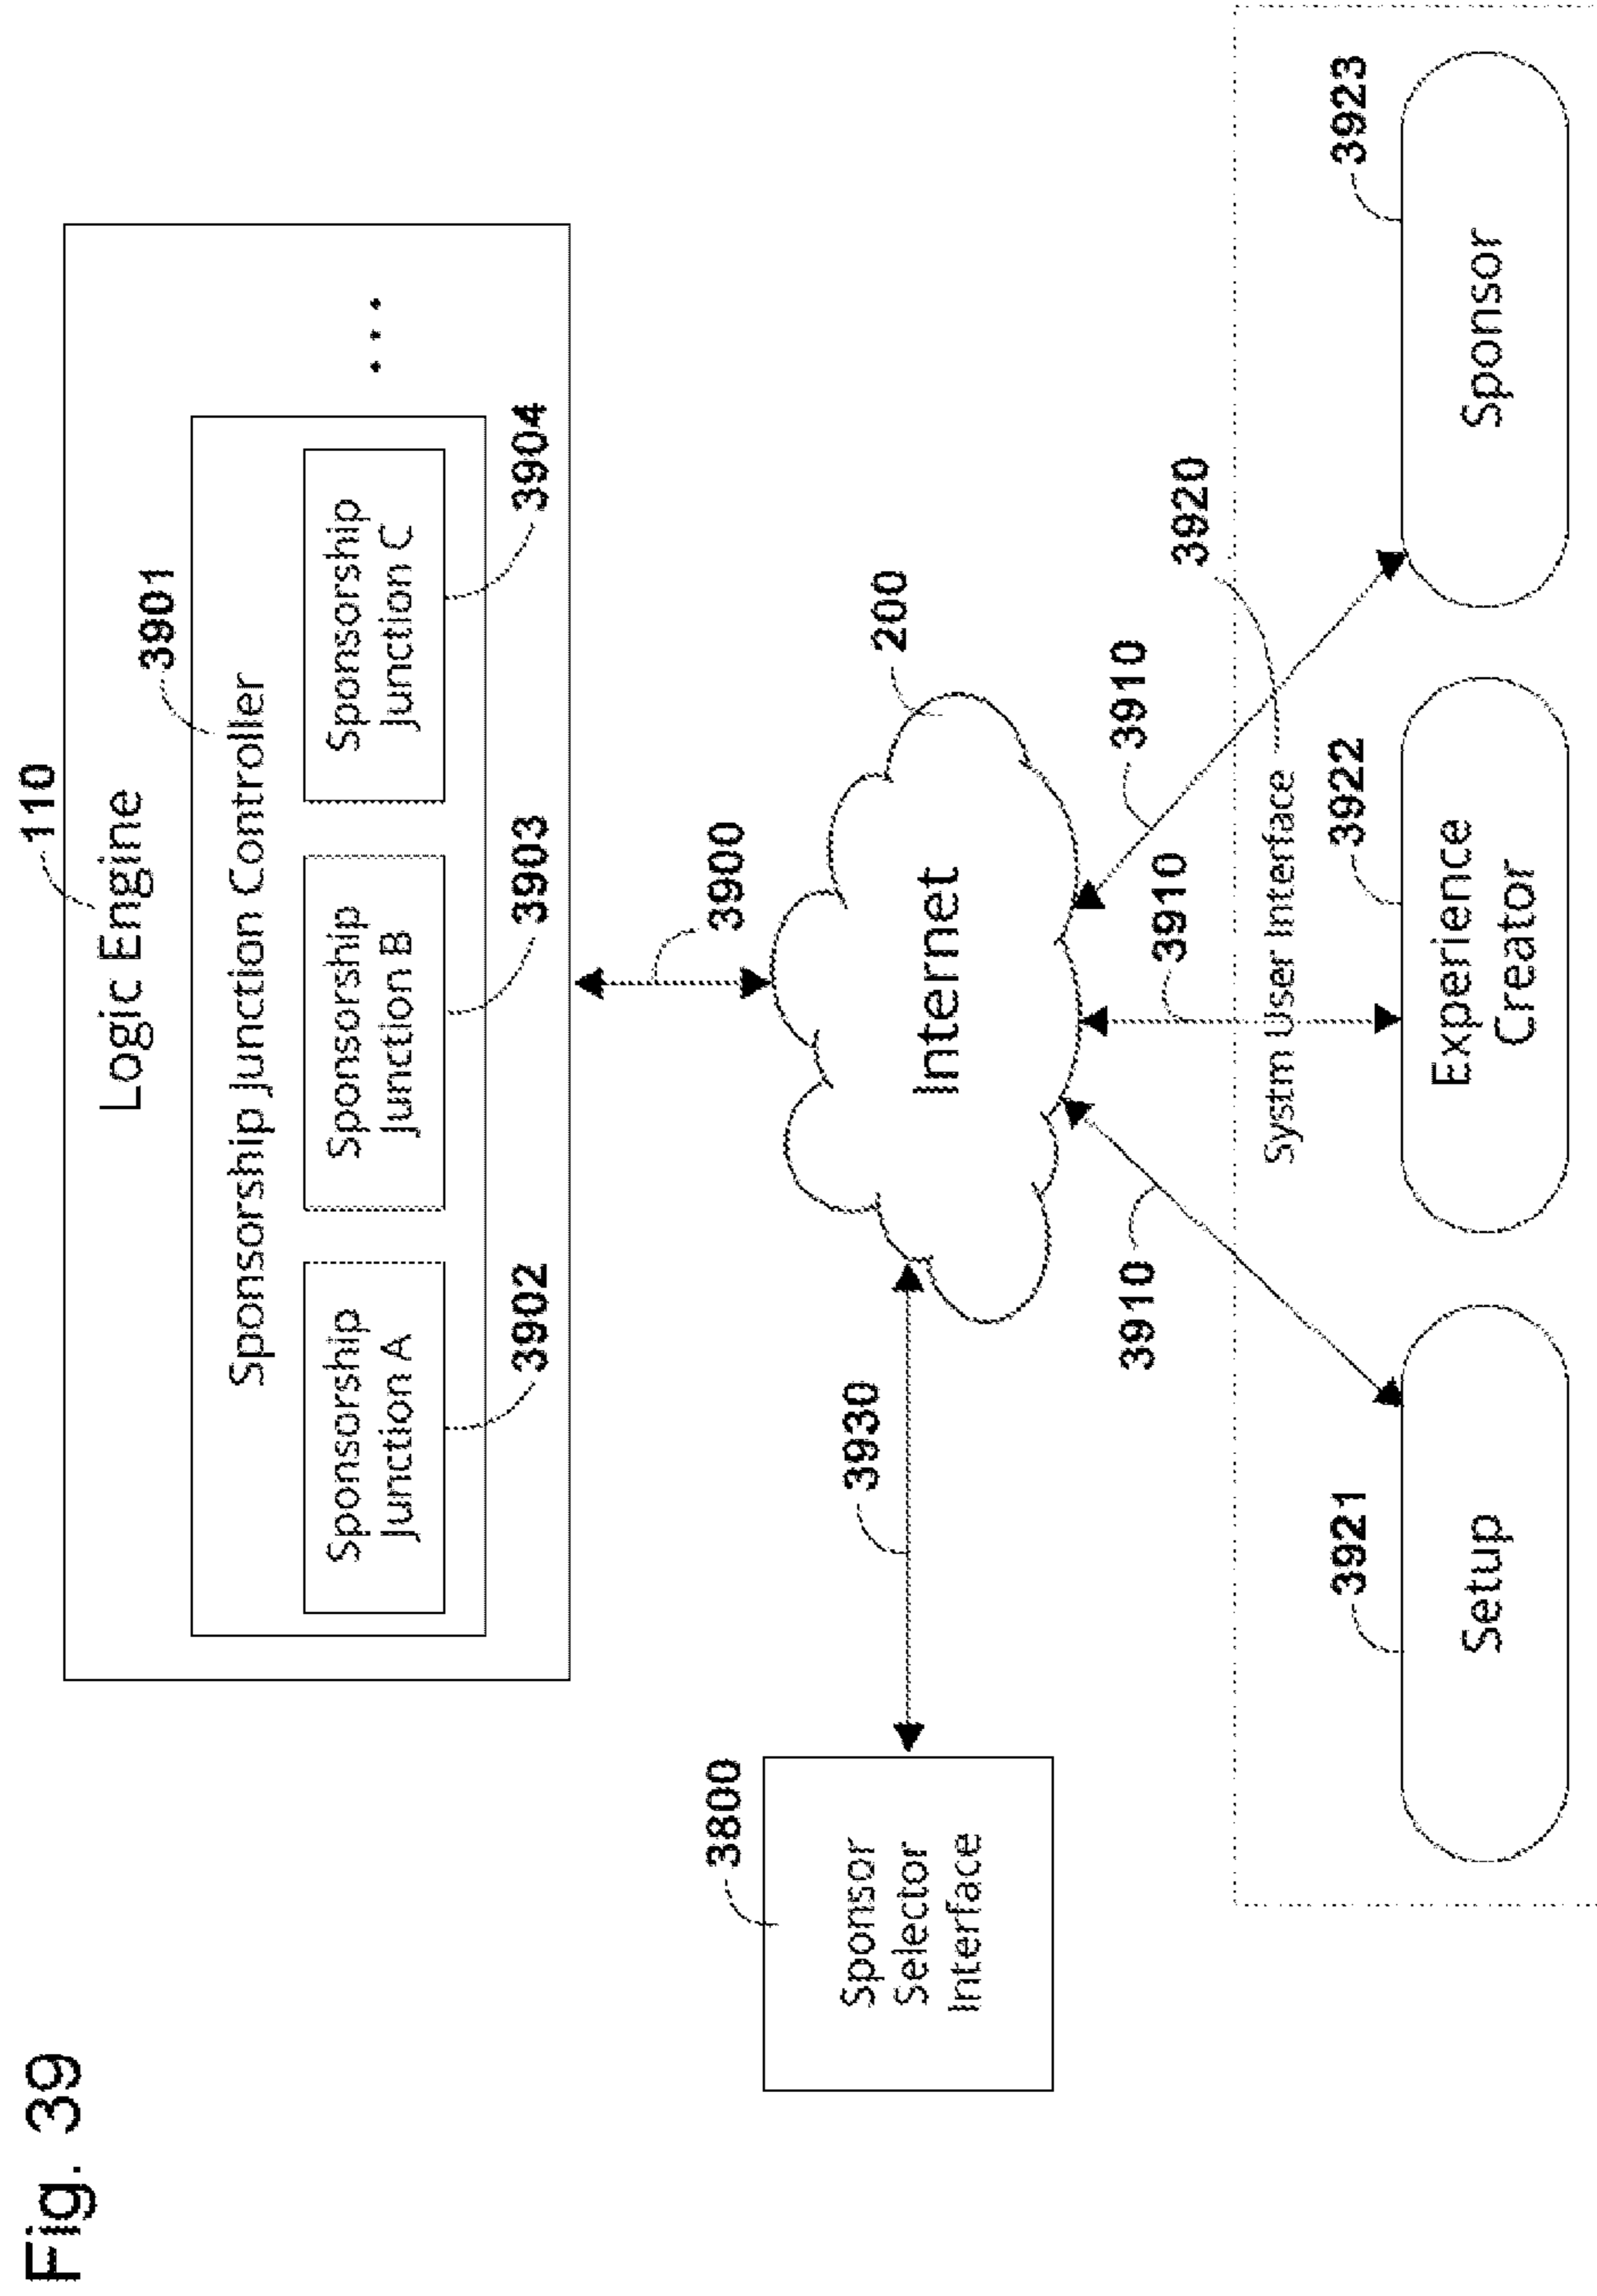 Fig. 39
110
Logic Engine
3901
Sponsorship Junction Controller
Sponsorship
Junction A
Sponsorship
Junction B
Sponsorship
Junction C
...
3902
3903
3904
3900
3800
Sponsor
Selector
Interface
3930
200
Internet
3910
3910
3910
3920
Systm User Interface
3921
Setup
3922
Experience
Creator
3923
Sponsor